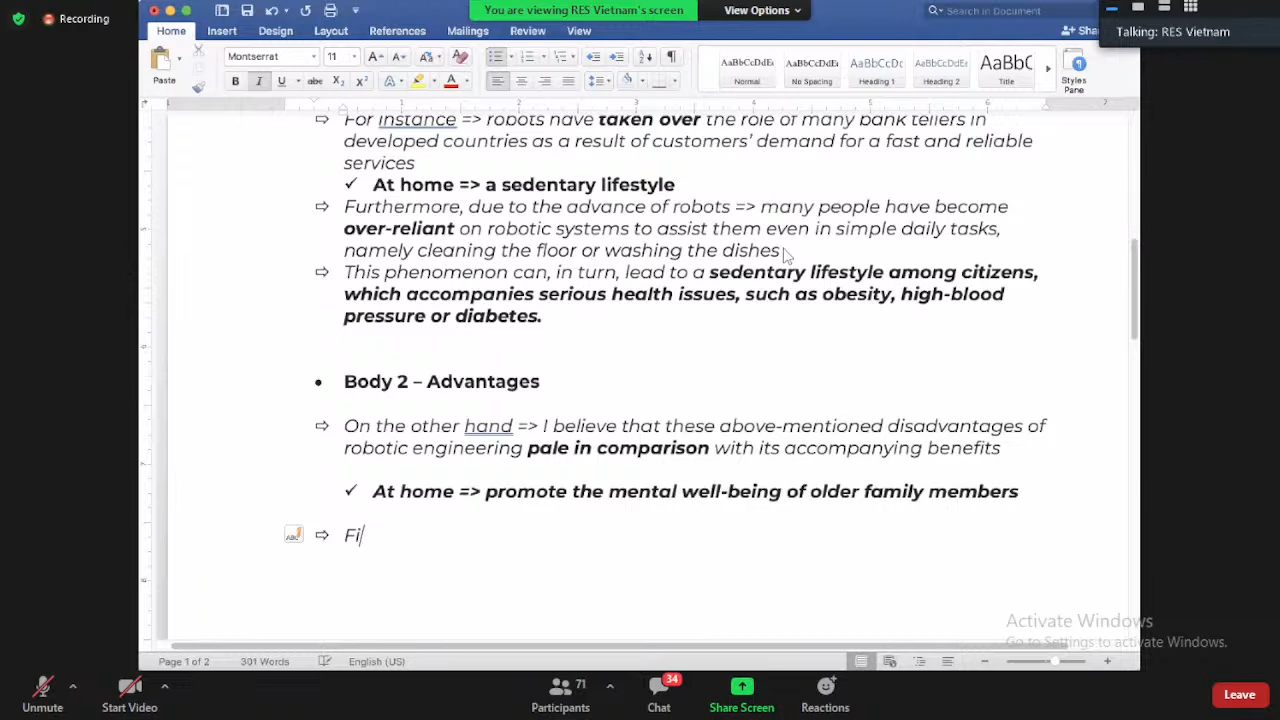 Recording
You are viewing RES Vietnam's screen
View Options
Search in Document
Talking: RES Vietnam
Home Insert Design Layout References Mailings Review View
Sha
Paste
Montserrat 11
AaBbCcDdEe AaBbCcDdEe AaBbCcDc AaBbCcDdEe AaBbC
Normal No Spacing Heading 1 Heading 2 Title
Styles
Pane
1 2 3 4 5 6 7
For instance => robots have taken over the role of many bank tellers in
developed countries as a result of customers' demand for a fast and reliable
services
✓ At home => a sedentary lifestyle
⇨ Furthermore, due to the advance of robots => many people have become
over-reliant on robotic systems to assist them even in simple daily tasks,
namely cleaning the floor or washing the dishes
⇨ This phenomenon can, in turn, lead to a sedentary lifestyle among citizens,
which accompanies serious health issues, such as obesity, high-blood
pressure or diabetes.
• Body 2 – Advantages
⇨ On the other hand => I believe that these above-mentioned disadvantages of
robotic engineering pale in comparison with its accompanying benefits
✓ At home => promote the mental well-being of older family members
⇨ Fi
Activate Windows
Go to Settings to activate Windows.
Page 1 of 2 301 Words English (US)
Unmute Start Video Participants 71 Chat 34 Share Screen Reactions Leave